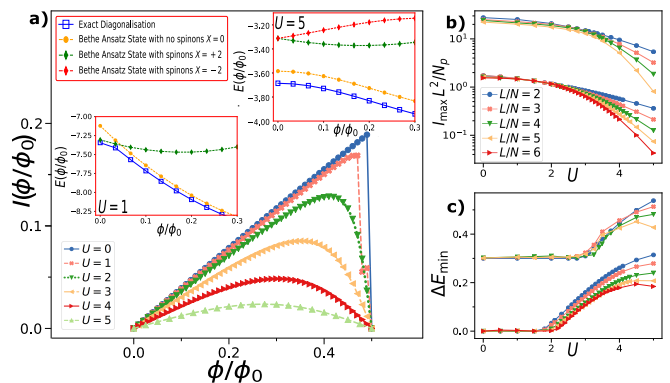 a)
Exact Diagonalisation
Bethe Ansatz State with no spinons X = 0
Bethe Ansatz State with spinons X = +2
Bethe Ansatz State with spinons X = −2
U = 5
E(ϕ/ϕ0)
−3.20
−3.60
−3.80
−4.00
0.0
0.1
0.2
0.3
ϕ/ϕ0
U = 1
E(ϕ/ϕ0)
−7.00
−7.25
−7.50
−7.75
−8.00
−8.25
0.0
0.1
0.2
0.3
ϕ/ϕ0
I(ϕ/ϕ0)
0.2
0.1
0.0
U = 0
U = 1
U = 2
U = 3
U = 4
U = 5
0.0
0.2
0.4
ϕ/ϕ0
b)
Imax L²/Np
10¹
10⁰
10⁻¹
L/N = 2
L/N = 3
L/N = 4
L/N = 5
L/N = 6
0
2
4
U
c)
ΔEmin
0.4
0.2
0.0
0
2
4
U